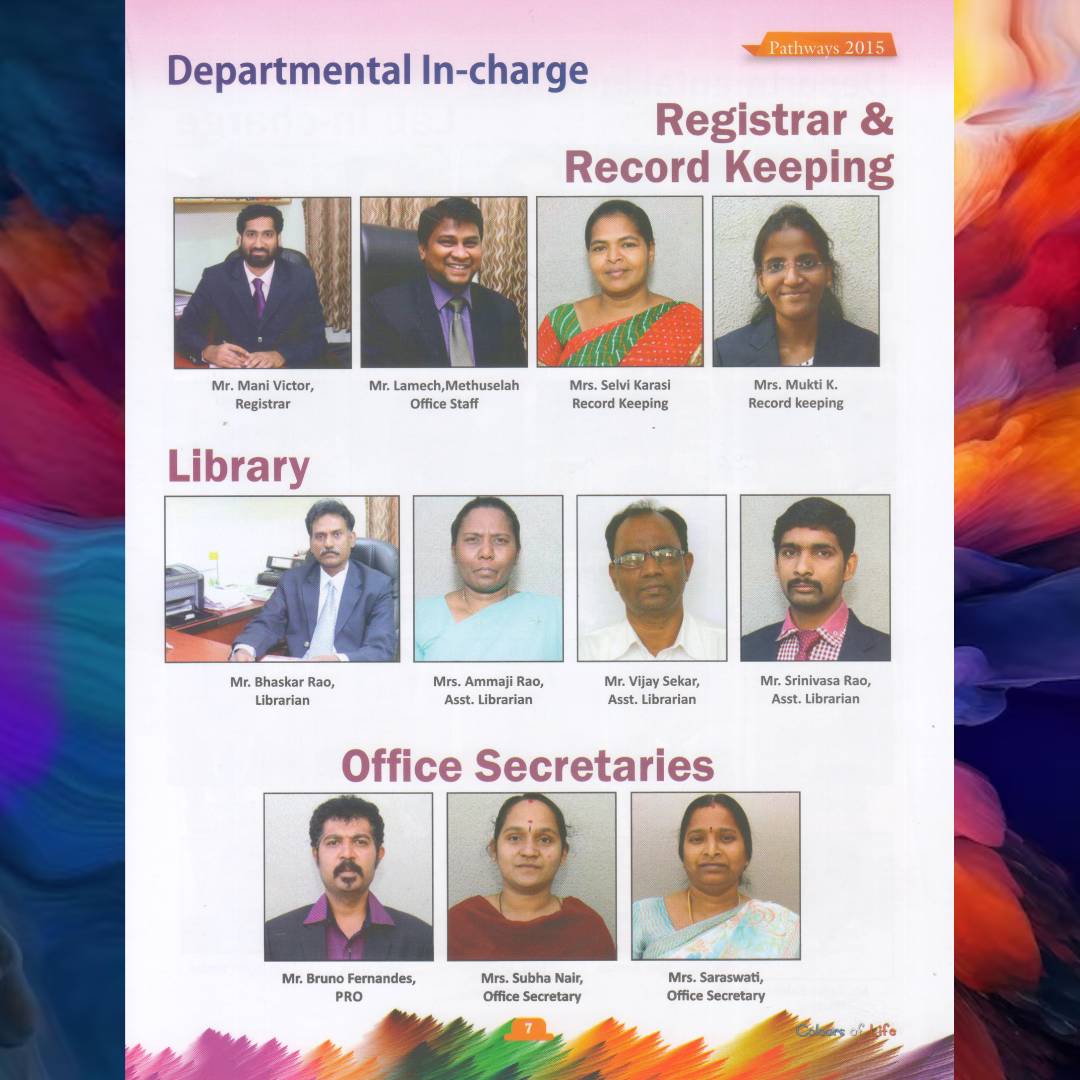 Pathways 2015
Departmental In-charge
Registrar &
Record Keeping
Mr. Mani Victor,
Registrar
Mr. Lamech,Methuselah
Office Staff
Mrs. Selvi Karasi
Record Keeping
Mrs. Mukti K.
Record keeping
Library
Mr. Bhaskar Rao,
Librarian
Mrs. Ammaji Rao,
Asst. Librarian
Mr. Vijay Sekar,
Asst. Librarian
Mr. Srinivasa Rao,
Asst. Librarian
Office Secretaries
Mr. Bruno Fernandes,
PRO
Mrs. Subha Nair,
Office Secretary
Mrs. Saraswati,
Office Secretary
7
Colours of Life